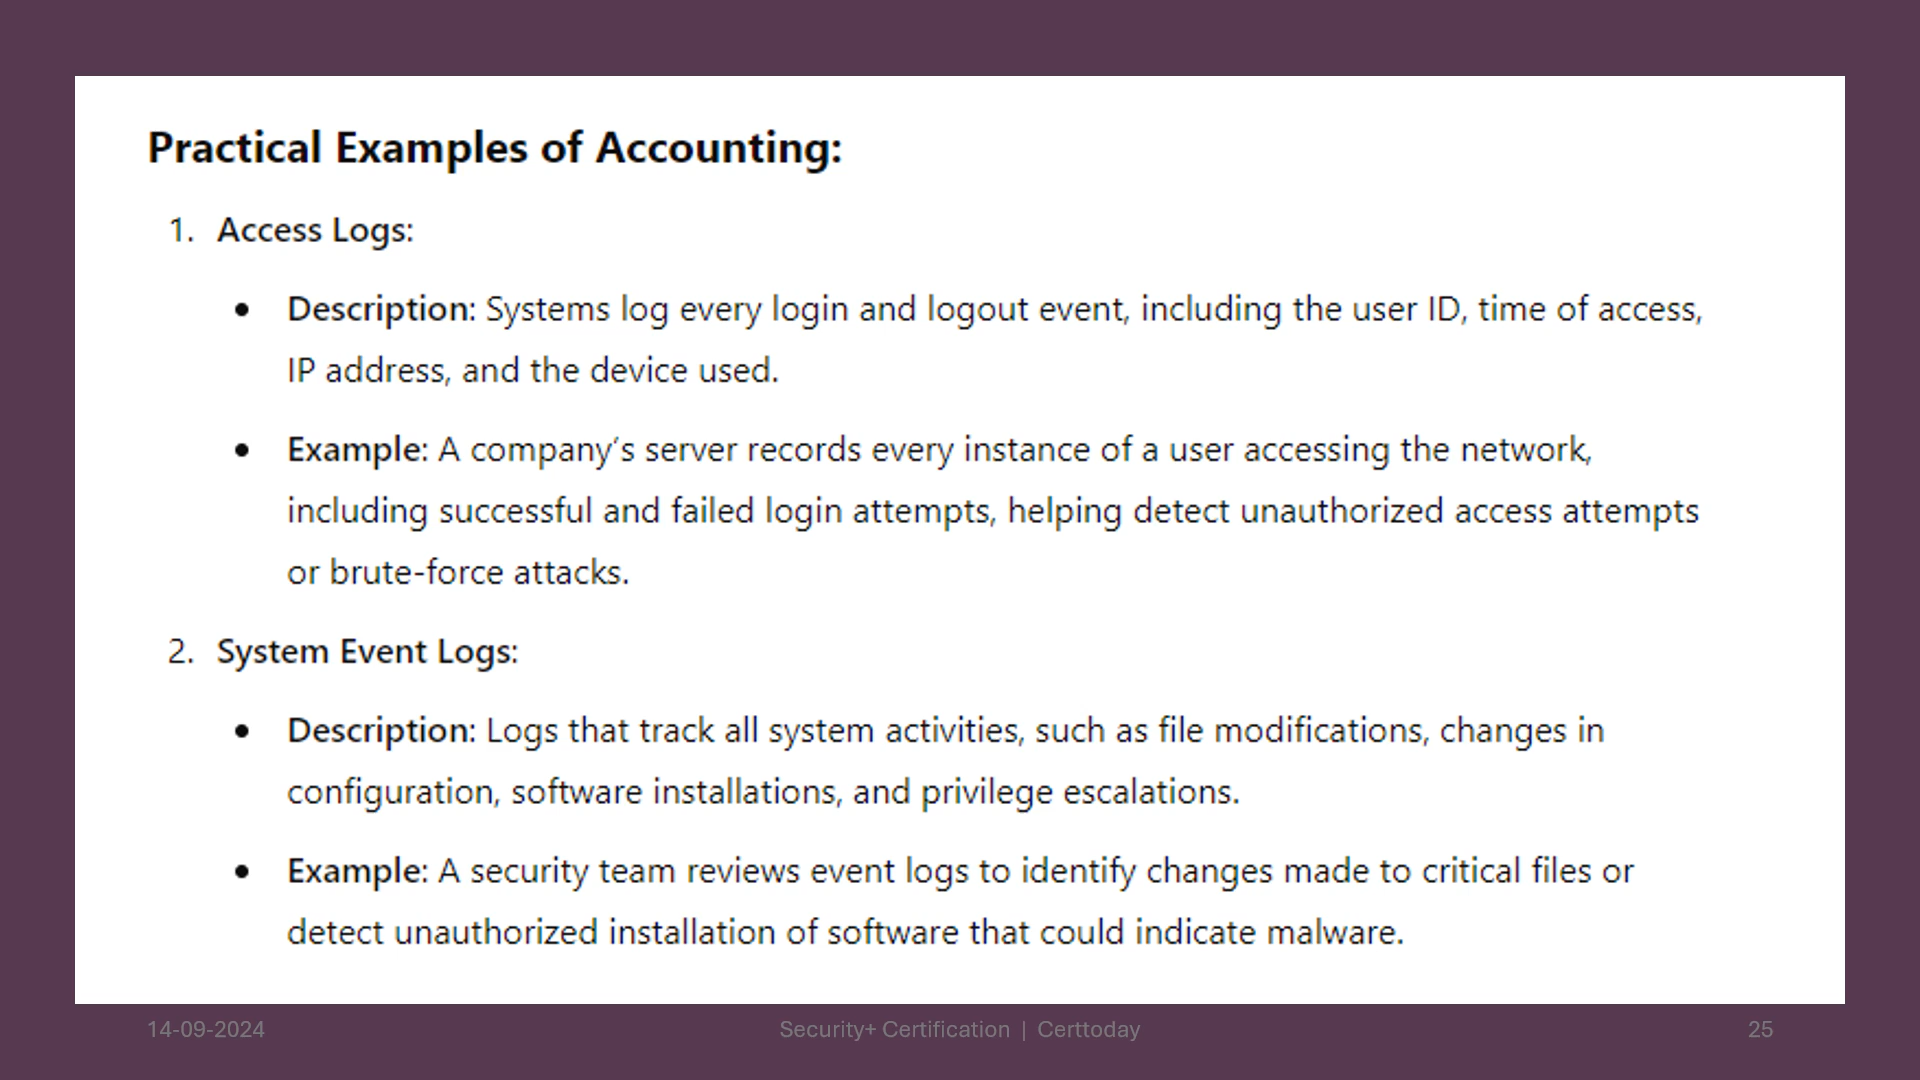 Practical Examples of Accounting:
1. Access Logs:
• Description: Systems log every login and logout event, including the user ID, time of access,
IP address, and the device used.
• Example: A company's server records every instance of a user accessing the network,
including successful and failed login attempts, helping detect unauthorized access attempts
or brute-force attacks.
2. System Event Logs:
• Description: Logs that track all system activities, such as file modifications, changes in
configuration, software installations, and privilege escalations.
• Example: A security team reviews event logs to identify changes made to critical files or
detect unauthorized installation of software that could indicate malware.
14-09-2024
Security+ Certification | Certtoday
25